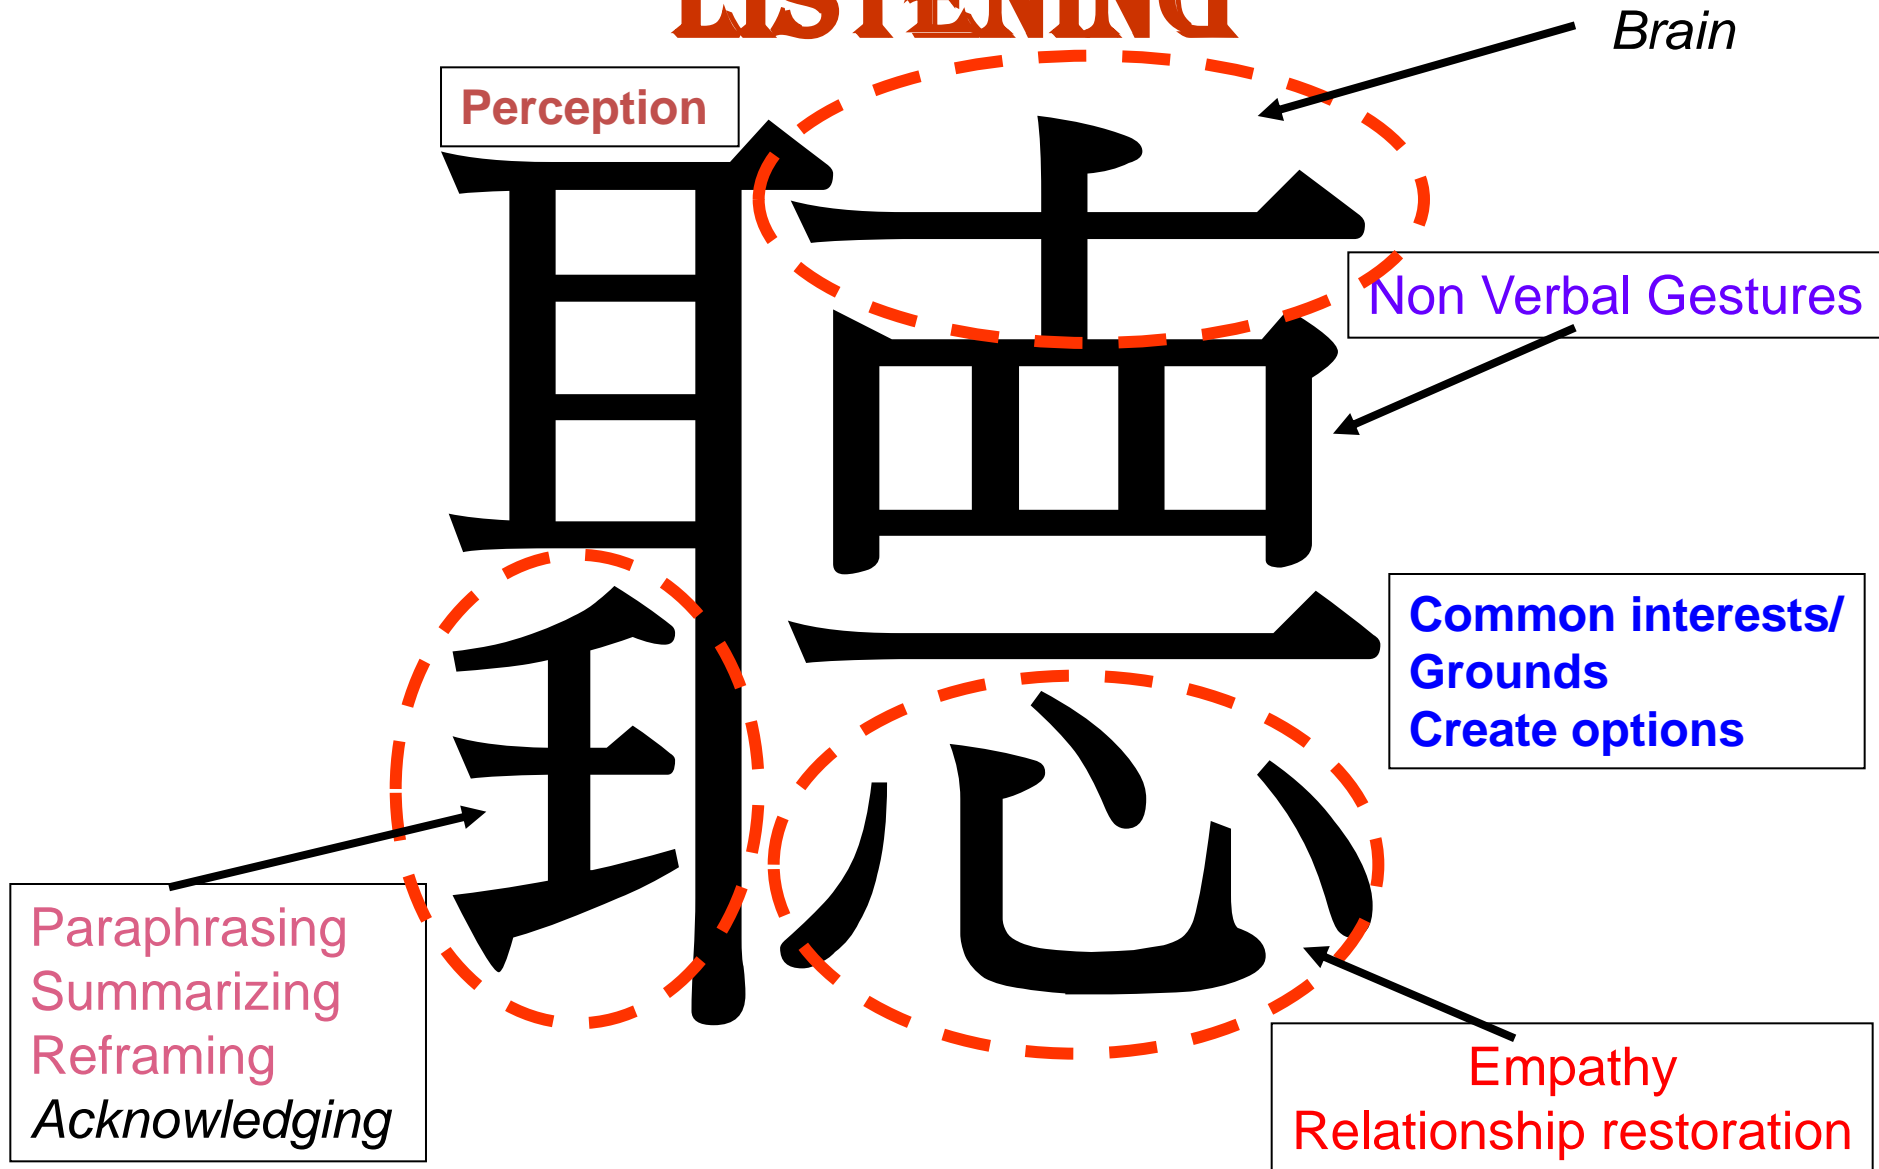 LISTENING
Brain
Perception
聽
Non Verbal Gestures
Common interests/
Grounds
Create options
Paraphrasing
Summarizing
Reframing
Acknowledging
Empathy
Relationship restoration